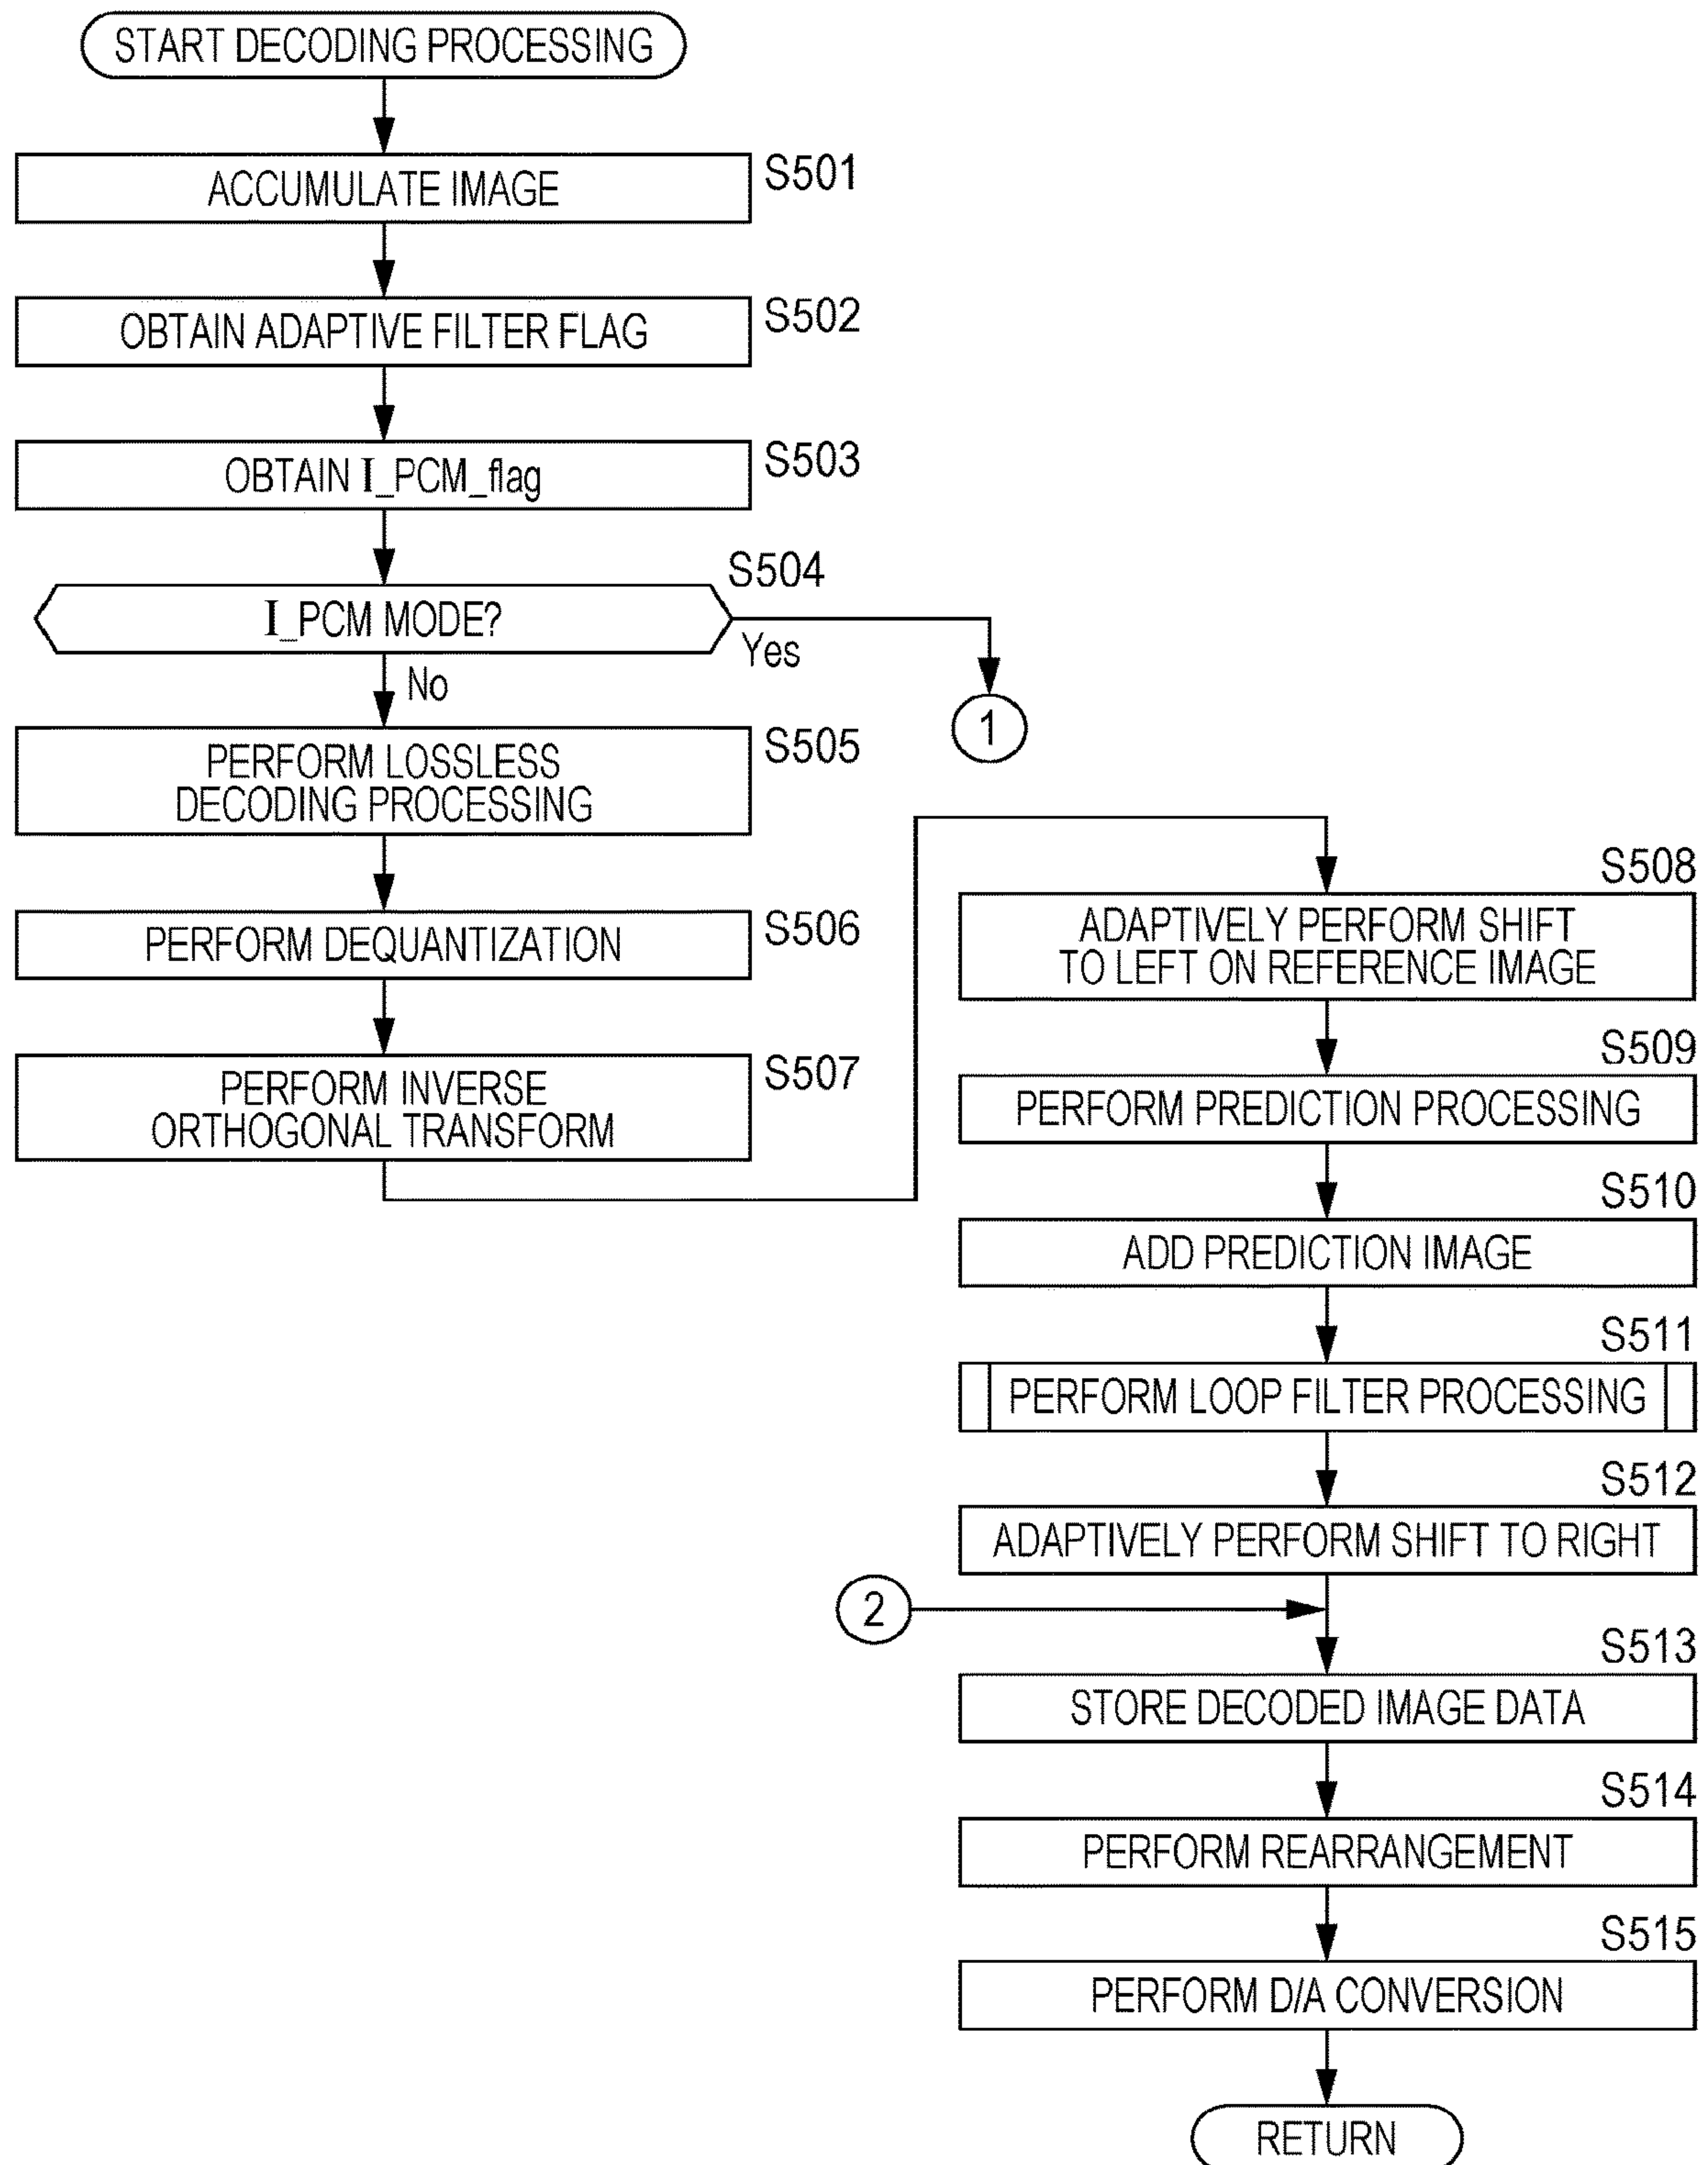 START DECODING PROCESSING
ACCUMULATE IMAGE
S501
OBTAIN ADAPTIVE FILTER FLAG
S502
OBTAIN I_PCM_flag
S503
S504
I_PCM MODE?
Yes
No
1
PERFORM LOSSLESS
DECODING PROCESSING
S505
PERFORM DEQUANTIZATION
S506
PERFORM INVERSE
ORTHOGONAL TRANSFORM
S507
S508
ADAPTIVELY PERFORM SHIFT
TO LEFT ON REFERENCE IMAGE
S509
PERFORM PREDICTION PROCESSING
S510
ADD PREDICTION IMAGE
S511
PERFORM LOOP FILTER PROCESSING
S512
ADAPTIVELY PERFORM SHIFT TO RIGHT
2
S513
STORE DECODED IMAGE DATA
S514
PERFORM REARRANGEMENT
S515
PERFORM D/A CONVERSION
RETURN